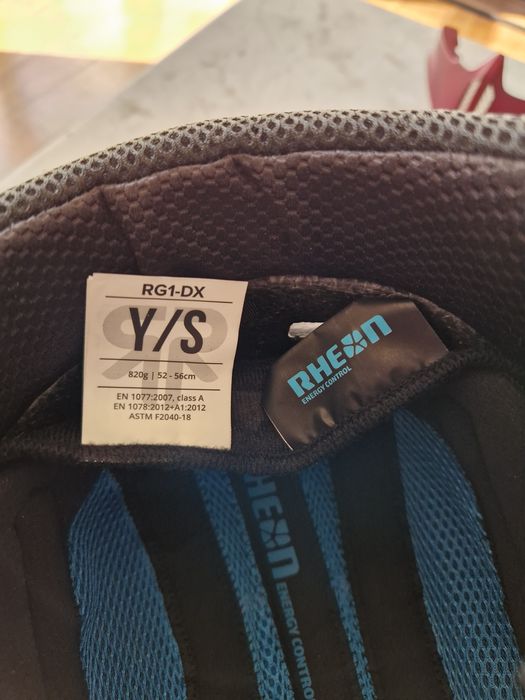 RG1-DX
Y/S
820g | 52 - 56cm
EN 1077:2007, class A
EN 1078:2012+A1:2012
ASTM F2040-18
RHEON
ENERGY CONTROL
RHEON
ENERGY CONTROL